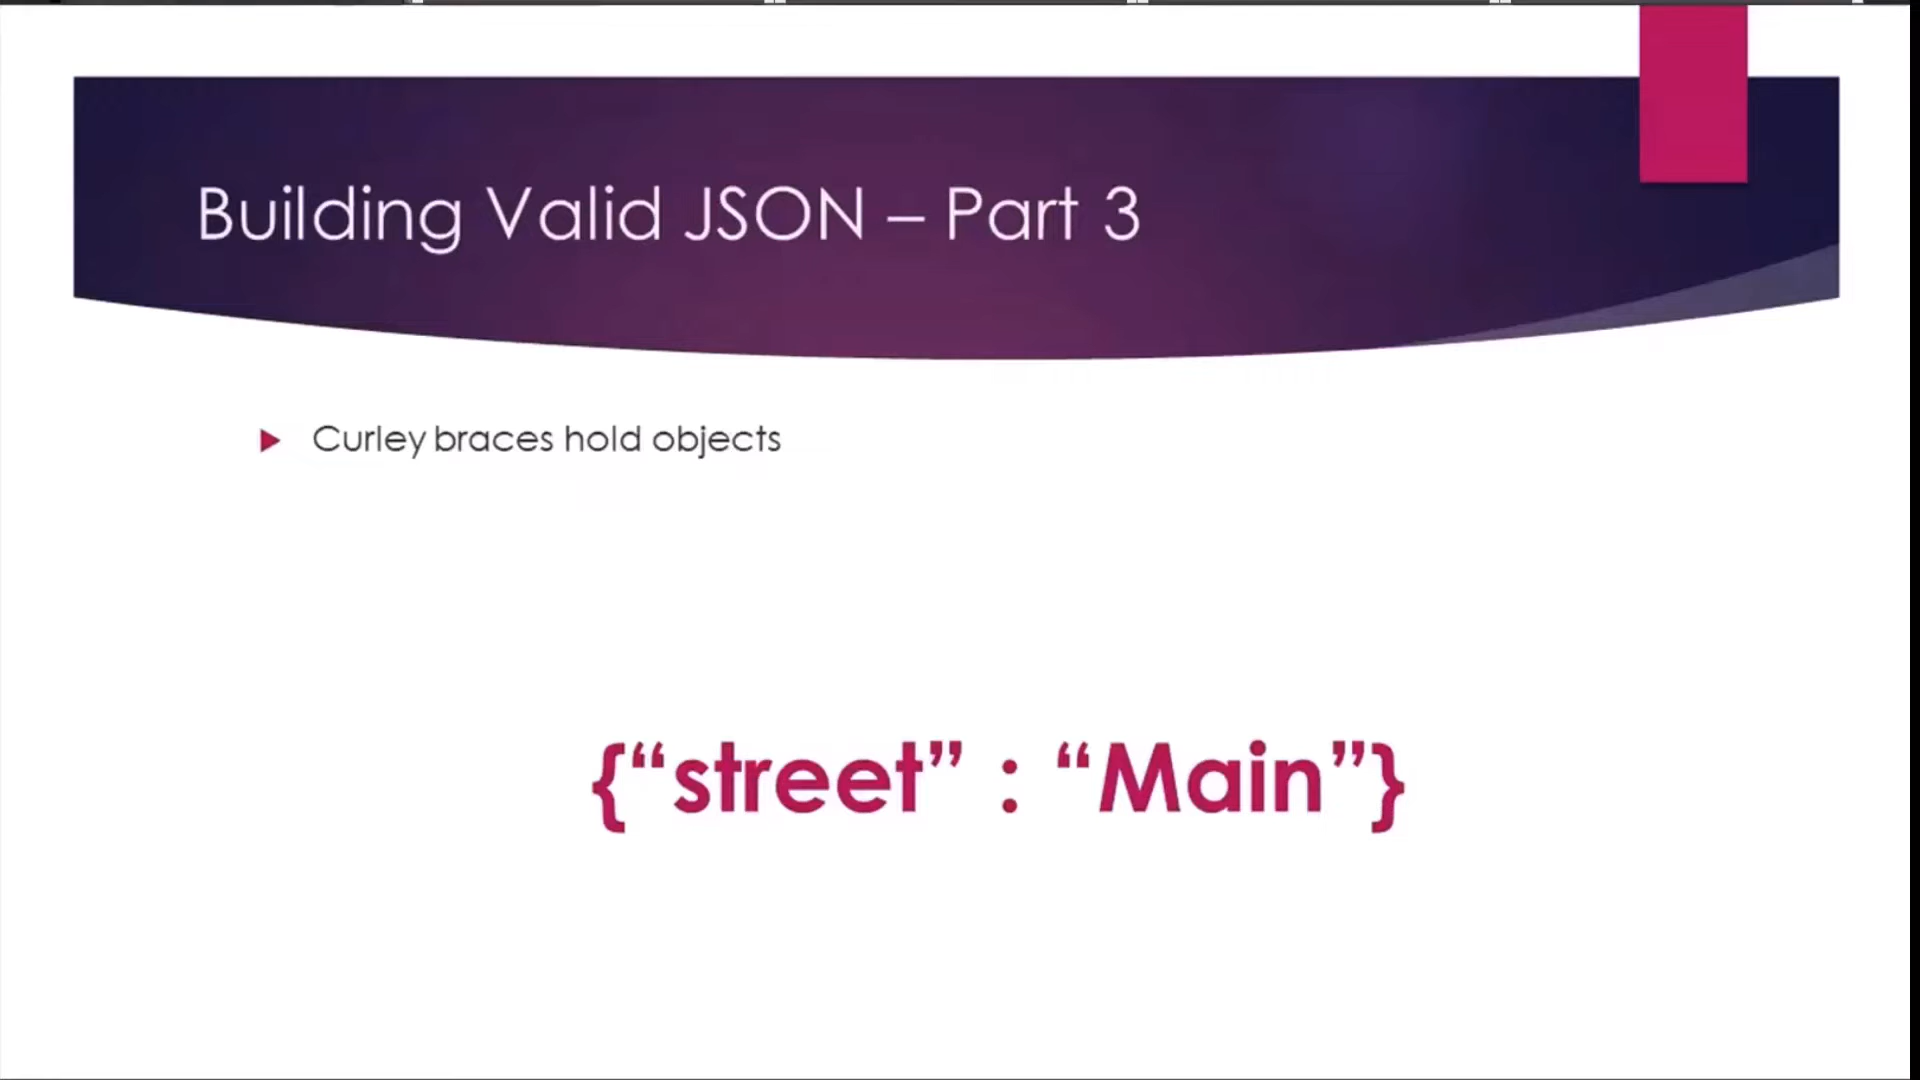 Building Valid JSON – Part 3
Curley braces hold objects
{“street” : “Main”}